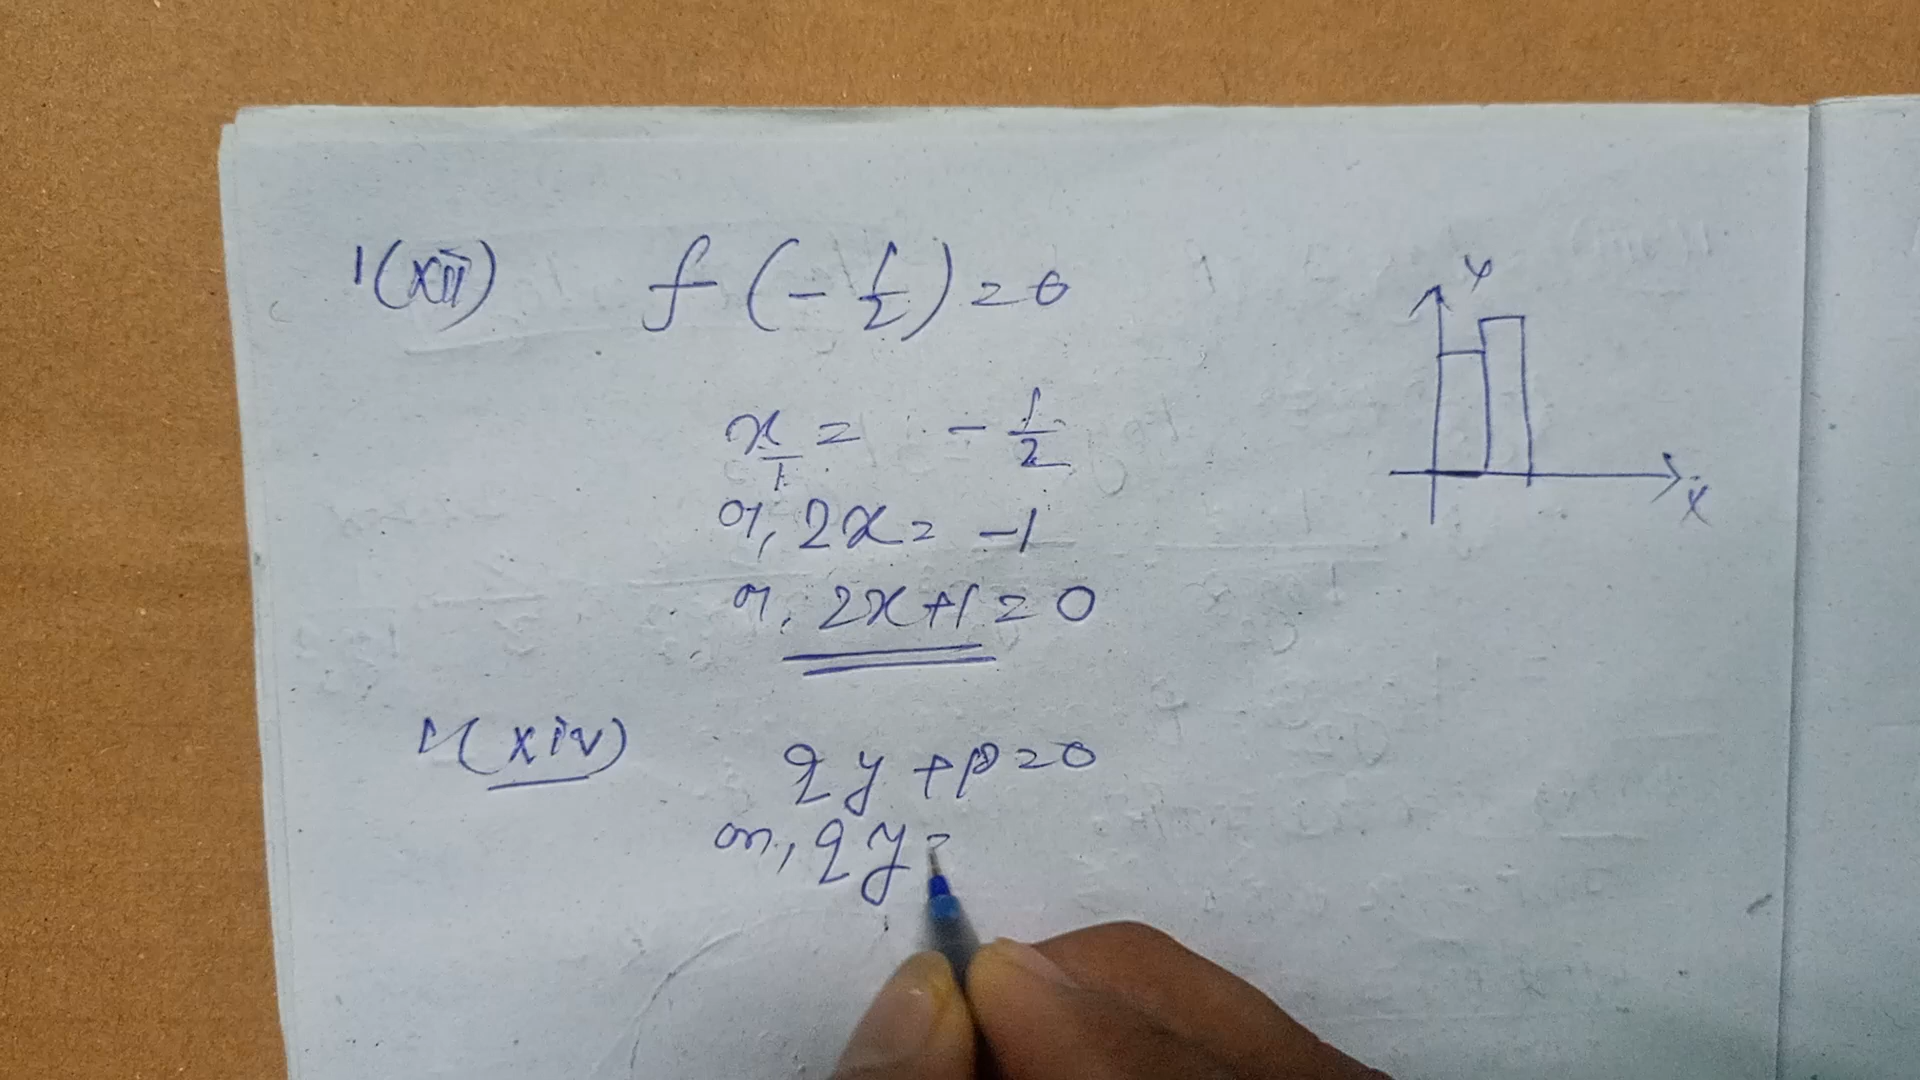 1(xii) f(-1/2)=0
x/1 = -1/2
or, 2x = -1
or, 2x+1=0
1(xiv) qy+p=0
or, qy=
Y
X